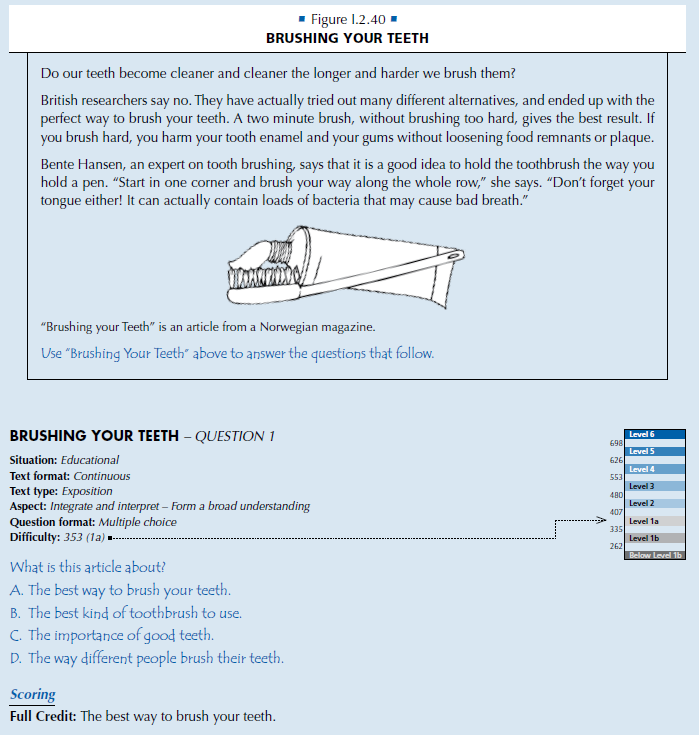 ▪ Figure I.2.40 ▪
BRUSHING YOUR TEETH
Do our teeth become cleaner and cleaner the longer and harder we brush them?
British researchers say no. They have actually tried out many different alternatives, and ended up with the
perfect way to brush your teeth. A two minute brush, without brushing too hard, gives the best result. If
you brush hard, you harm your tooth enamel and your gums without loosening food remnants or plaque.
Bente Hansen, an expert on tooth brushing, says that it is a good idea to hold the toothbrush the way you
hold a pen. “Start in one corner and brush your way along the whole row,” she says. “Don’t forget your
tongue either! It can actually contain loads of bacteria that may cause bad breath.”
“Brushing your Teeth” is an article from a Norwegian magazine.
Use “Brushing Your Teeth” above to answer the questions that follow.
BRUSHING YOUR TEETH – QUESTION 1
Situation: Educational
Text format: Continuous
Text type: Exposition
Aspect: Integrate and interpret – Form a broad understanding
Question format: Multiple choice
Difficulty: 353 (1a)
Level 6
698
Level 5
626
Level 4
553
Level 3
480
Level 2
407
Level 1a
335
Level 1b
262
Below Level 1b
What is this article about?
A. The best way to brush your teeth.
B. The best kind of toothbrush to use.
C. The importance of good teeth.
D. The way different people brush their teeth.
Scoring
Full Credit: The best way to brush your teeth.